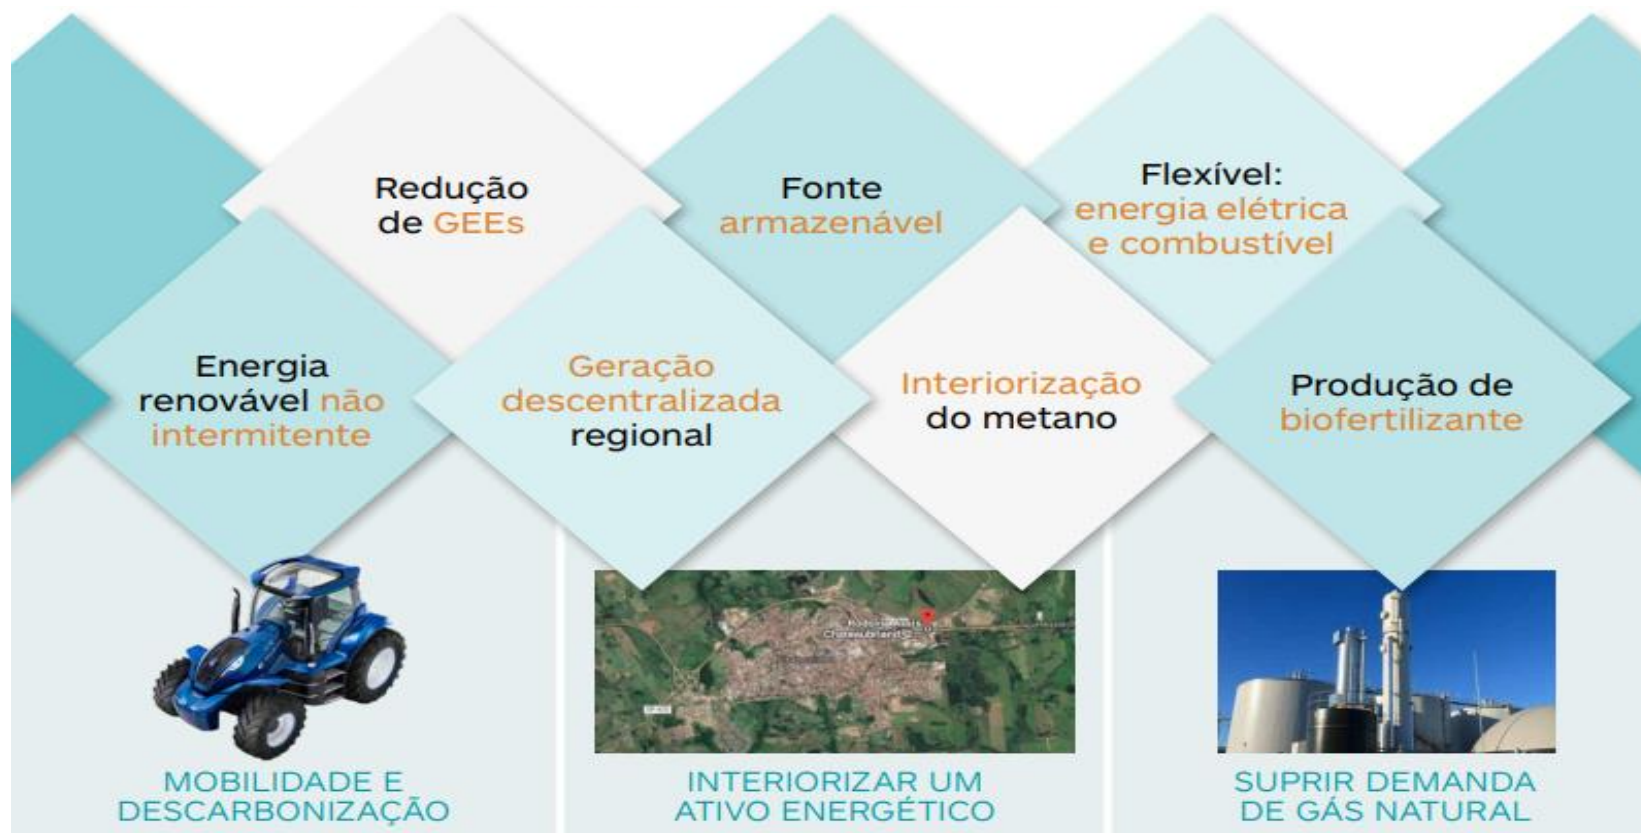 Redução
de GEEs
Fonte
armazenável
Flexível:
energia elétrica
e combustível
Energia
renovável não
intermitente
Geração
descentralizada
regional
Interiorização
do metano
Produção de
biofertilizante
MOBILIDADE E
DESCARBONIZAÇÃO
INTERIORIZAR UM
ATIVO ENERGÉTICO
SUPRIR DEMANDA
DE GÁS NATURAL